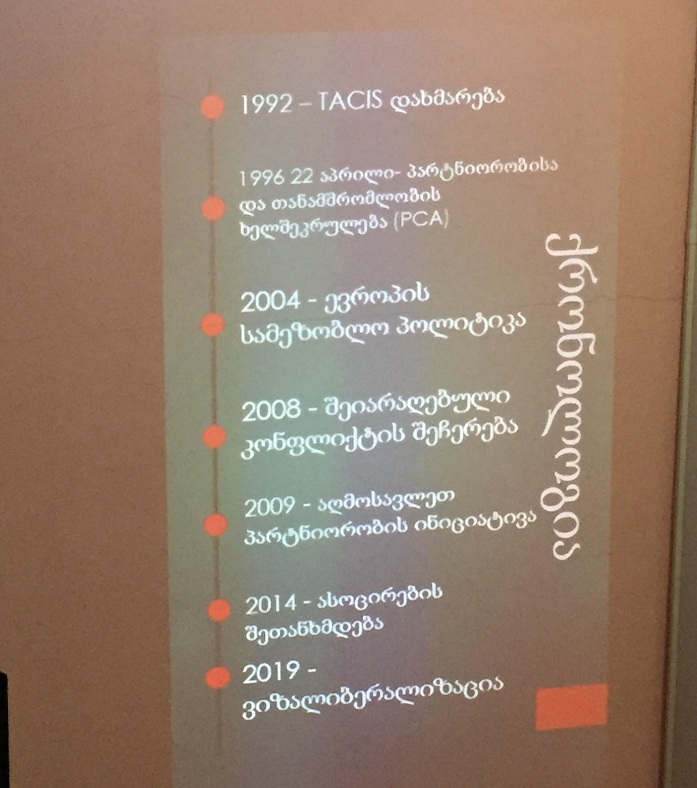 1992 – TACIS დახმარება
1996 22 აპრილი- პარტნიორობისა
და თანამშრომლობის
ხელშეკრულება (PCA)
2004 - ევროპის
სამეზობლო პოლიტიკა
2008 - შეიარაღებული
კონფლიქტის შეჩერება
2009 - აღმოსავლეთ
პარტნიორობის ინიციატივა
2014 - ასოცირების
შეთანხმდება
2019 -
ვიზალიბერალიზაცია
ქრონოლოგია